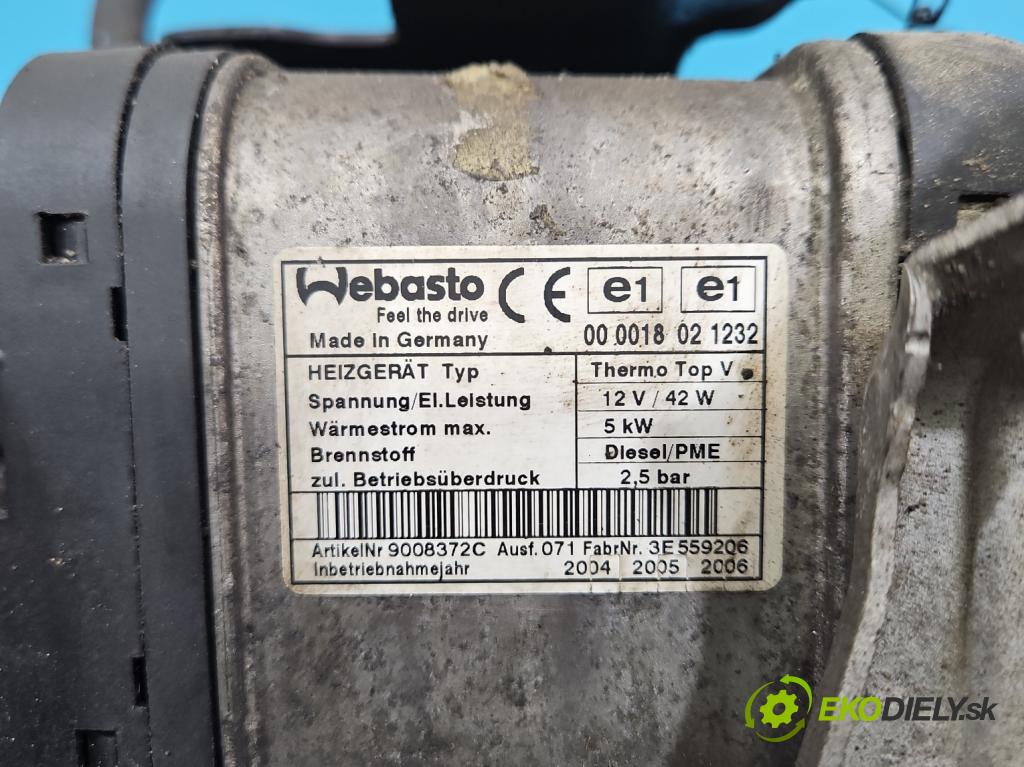 Webasto CE e1 e1
Feel the drive
Made in Germany 00 0018 02 1232
HEIZGERÄT Typ Thermo Top V
Spannung/El.Leistung 12 V / 42 W
Wärmestrom max. 5 kW
Brennstoff Diesel/PME
zul. Betriebsüberdruck 2,5 bar
ArtikelNr 9008372C Ausf.071 FabrNr. 3E559206
Inbetriebnahmejahr 2004 2005 2006
EKODIELY.sk